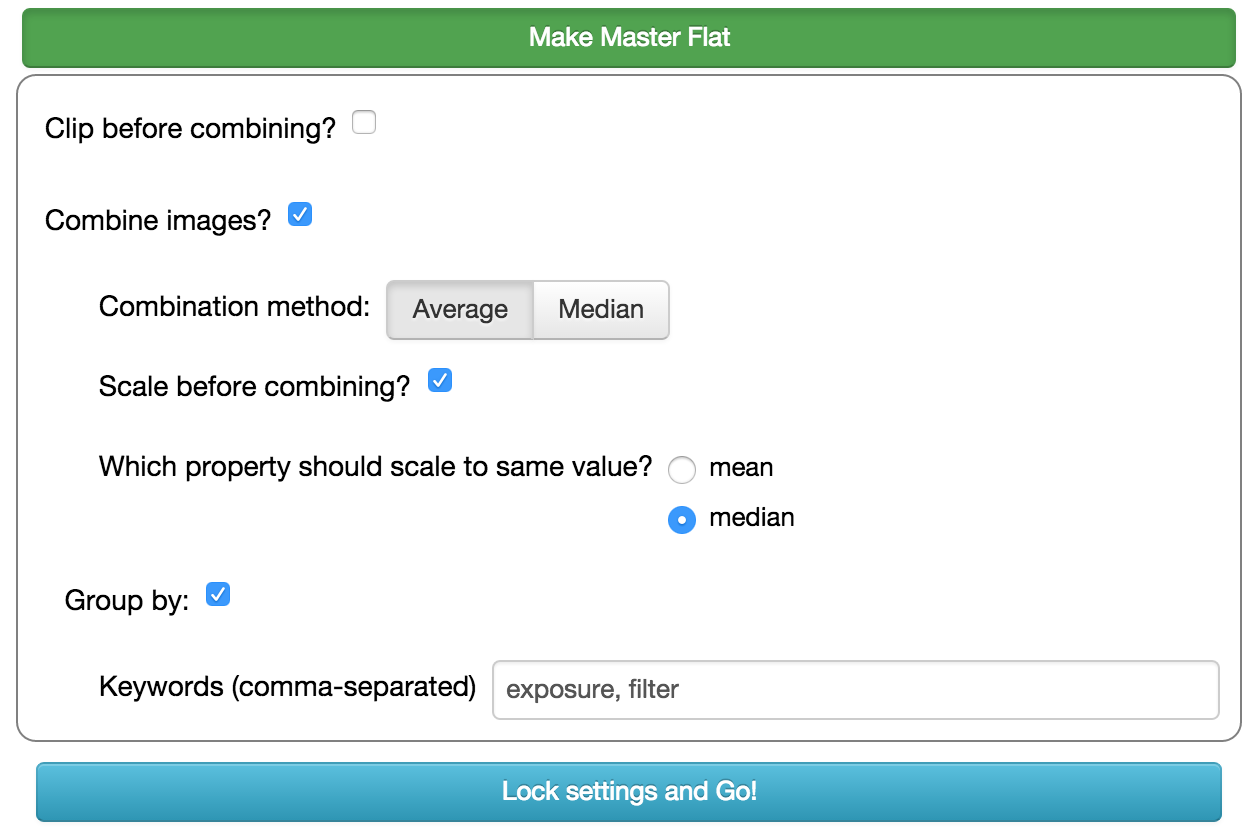 Make Master Flat
Clip before combining?
Combine images?
Combination method: Average Median
Scale before combining?
Which property should scale to same value? mean
median
Group by:
Keywords (comma-separated) exposure, filter
Lock settings and Go!